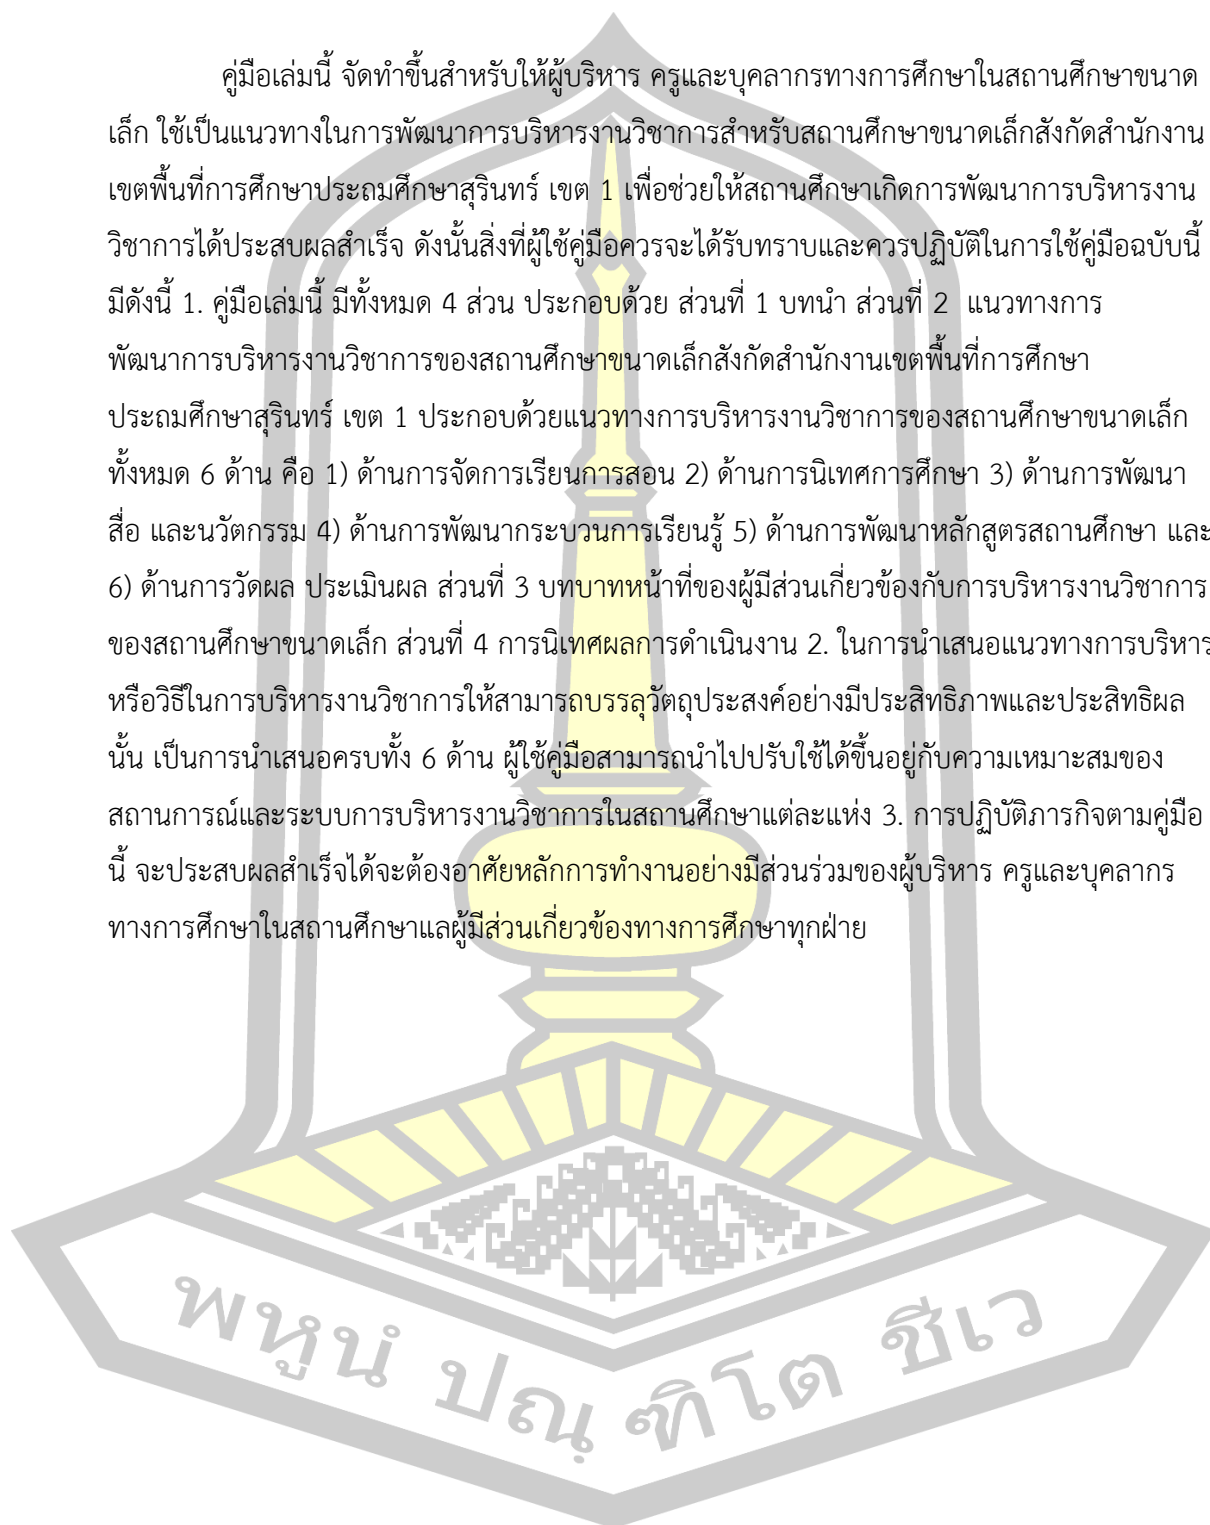 คู่มือเล่มนี้ จัดทำขึ้นสำหรับให้ผู้บริหาร ครูและบุคลากรทางการศึกษาในสถานศึกษาขนาด
เล็ก ใช้เป็นแนวทางในการพัฒนาการบริหารงานวิชาการสำหรับสถานศึกษาขนาดเล็กสังกัดสำนักงาน
เขตพื้นที่การศึกษาประถมศึกษาสุรินทร์ เขต 1 เพื่อช่วยให้สถานศึกษาเกิดการพัฒนาการบริหารงาน
วิชาการได้ประสบผลสำเร็จ ดังนั้นสิ่งที่ผู้ใช้คู่มือควรจะได้รับทราบและควรปฏิบัติในการใช้คู่มือฉบับนี้
มีดังนี้ 1. คู่มือเล่มนี้ มีทั้งหมด 4 ส่วน ประกอบด้วย ส่วนที่ 1 บทนำ ส่วนที่ 2 แนวทางการ
พัฒนาการบริหารงานวิชาการของสถานศึกษาขนาดเล็กสังกัดสำนักงานเขตพื้นที่การศึกษา
ประถมศึกษาสุรินทร์ เขต 1 ประกอบด้วยแนวทางการบริหารงานวิชาการของสถานศึกษาขนาดเล็ก
ทั้งหมด 6 ด้าน คือ 1) ด้านการจัดการเรียนการสอน 2) ด้านการนิเทศการศึกษา 3) ด้านการพัฒนา
สื่อ และนวัตกรรม 4) ด้านการพัฒนากระบวนการเรียนรู้ 5) ด้านการพัฒนาหลักสูตรสถานศึกษา และ
6) ด้านการวัดผล ประเมินผล ส่วนที่ 3 บทบาทหน้าที่ของผู้มีส่วนเกี่ยวข้องกับการบริหารงานวิชาการ
ของสถานศึกษาขนาดเล็ก ส่วนที่ 4 การนิเทศผลการดำเนินงาน 2. ในการนำเสนอแนวทางการบริหาร
หรือวิธีในการบริหารงานวิชาการให้สามารถบรรลุวัตถุประสงค์อย่างมีประสิทธิภาพและประสิทธิผล
นั้น เป็นการนำเสนอครบทั้ง 6 ด้าน ผู้ใช้คู่มือสามารถนำไปปรับใช้ได้ขึ้นอยู่กับความเหมาะสมของ
สถานการณ์และระบบการบริหารงานวิชาการในสถานศึกษาแต่ละแห่ง 3. การปฏิบัติภารกิจตามคู่มือ
นี้ จะประสบผลสำเร็จได้จะต้องอาศัยหลักการทำงานอย่างมีส่วนร่วมของผู้บริหาร ครูและบุคลากร
ทางการศึกษาในสถานศึกษาแลผู้มีส่วนเกี่ยวข้องทางการศึกษาทุกฝ่าย
พหูนํ ปณฺฑิโต ชีเว